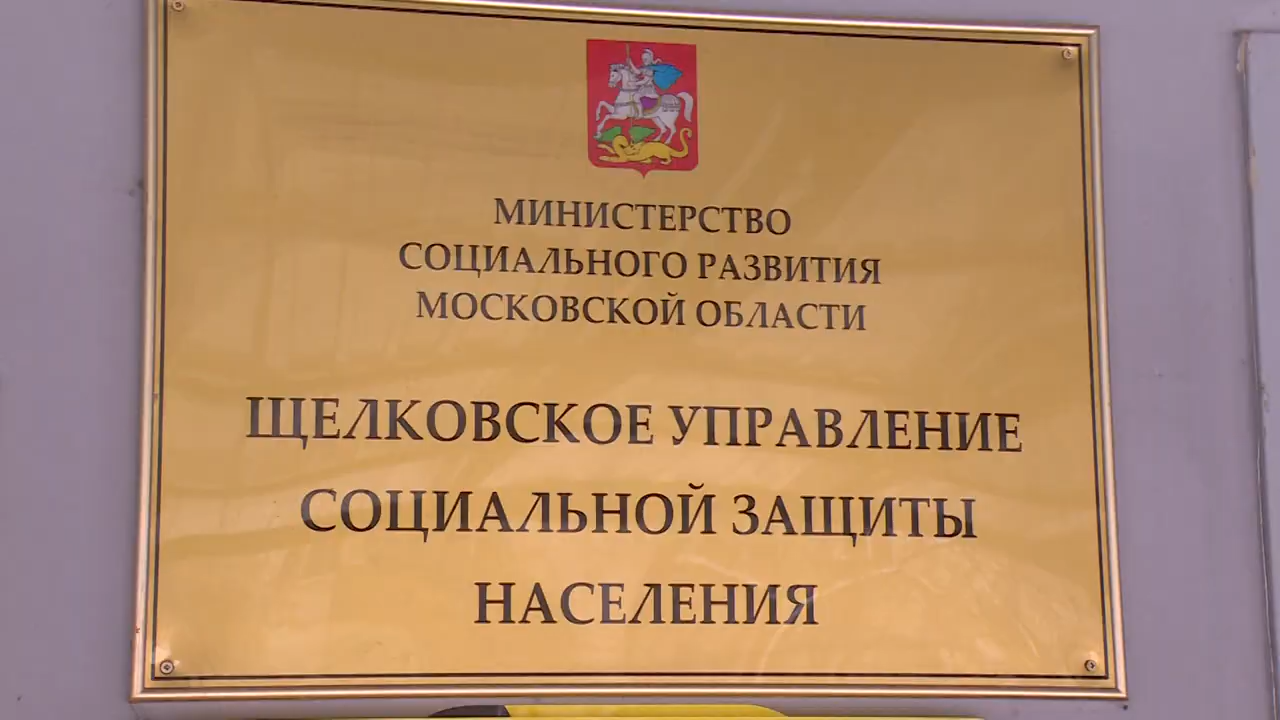 МИНИСТЕРСТВО
СОЦИАЛЬНОГО РАЗВИТИЯ
МОСКОВСКОЙ ОБЛАСТИ
ЩЕЛКОВСКОЕ УПРАВЛЕНИЕ
СОЦИАЛЬНОЙ ЗАЩИТЫ
НАСЕЛЕНИЯ